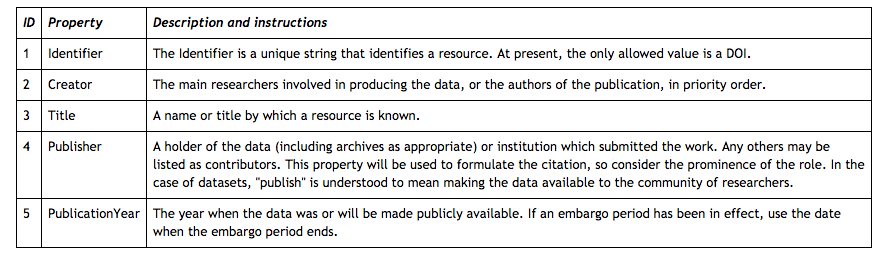 ID Property Description and instructions
1 Identifier The Identifier is a unique string that identifies a resource. At present, the only allowed value is a DOI.
2 Creator The main researchers involved in producing the data, or the authors of the publication, in priority order.
3 Title A name or title by which a resource is known.
4 Publisher A holder of the data (including archives as appropriate) or institution which submitted the work. Any others may be
listed as contributors. This property will be used to formulate the citation, so consider the prominence of the role. In the
case of datasets, "publish" is understood to mean making the data available to the community of researchers.
5 PublicationYear The year when the data was or will be made publicly available. If an embargo period has been in effect, use the date
when the embargo period ends.